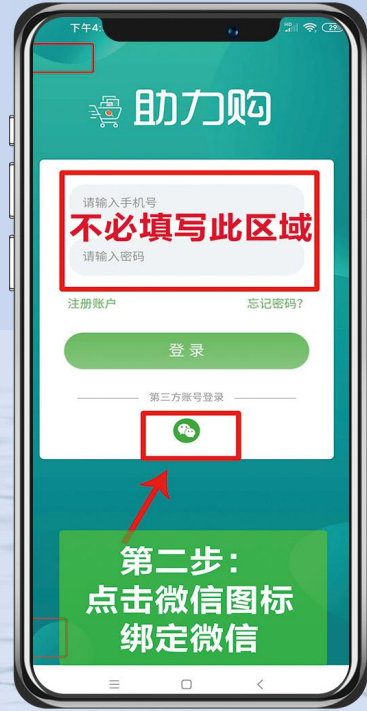 下午4:
HD
29
助力购
请输入手机号
不必填写此区域
请输入密码
注册账户 忘记密码?
登录
第三方账号登录
第二步:
点击微信图标
绑定微信